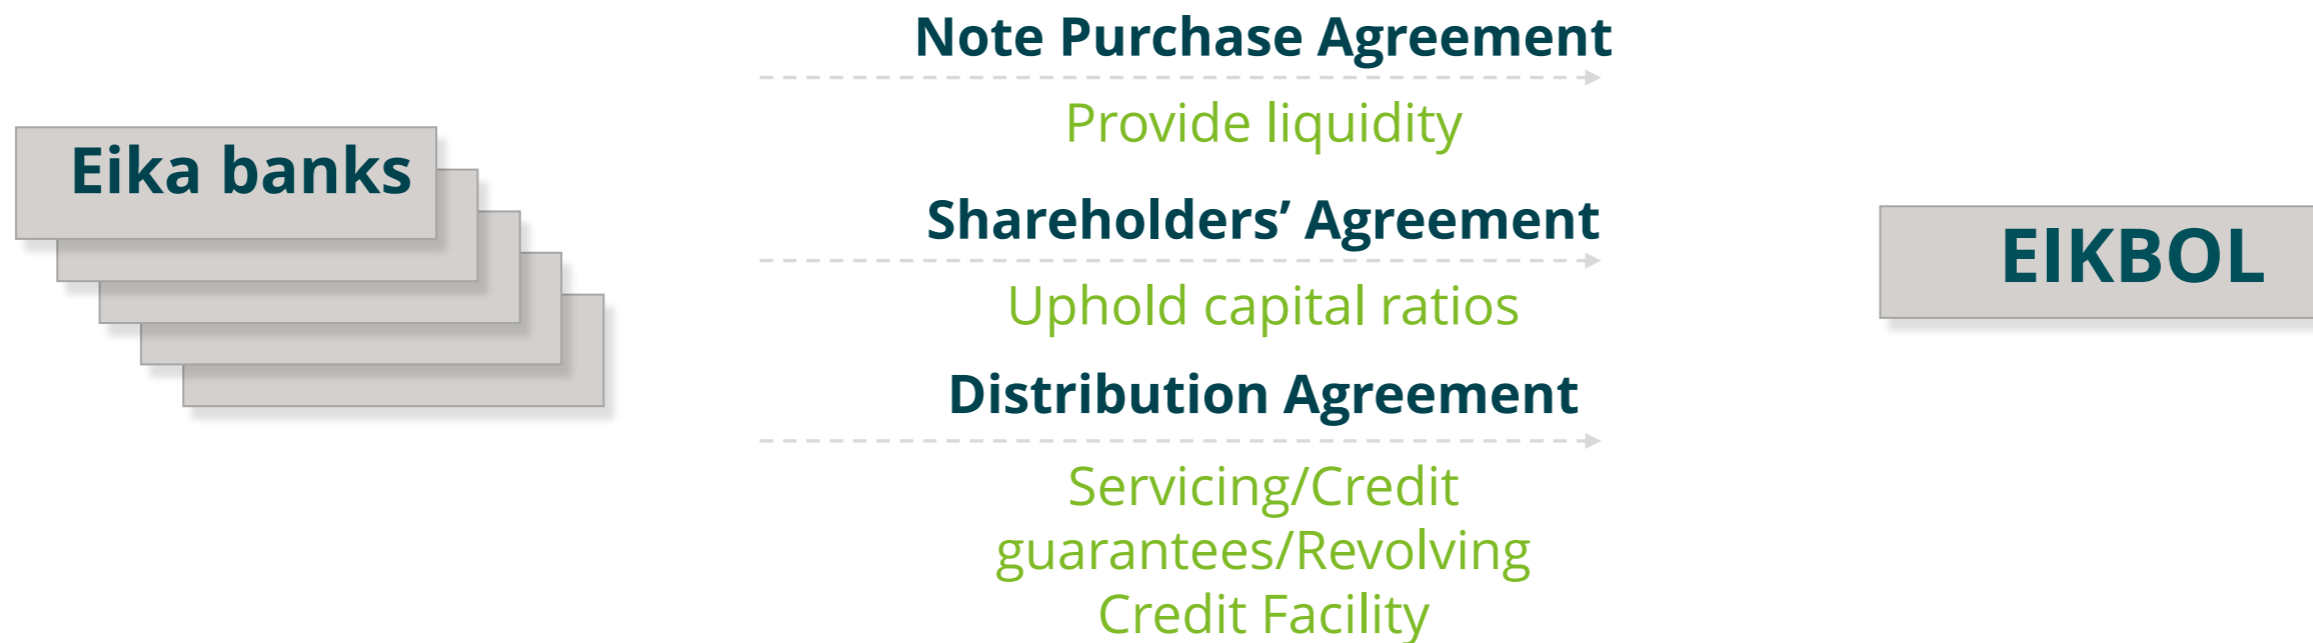 Eika banks
Note Purchase Agreement
Provide liquidity
Shareholders’ Agreement
Uphold capital ratios
Distribution Agreement
Servicing/Credit
guarantees/Revolving
Credit Facility
EIKBOL